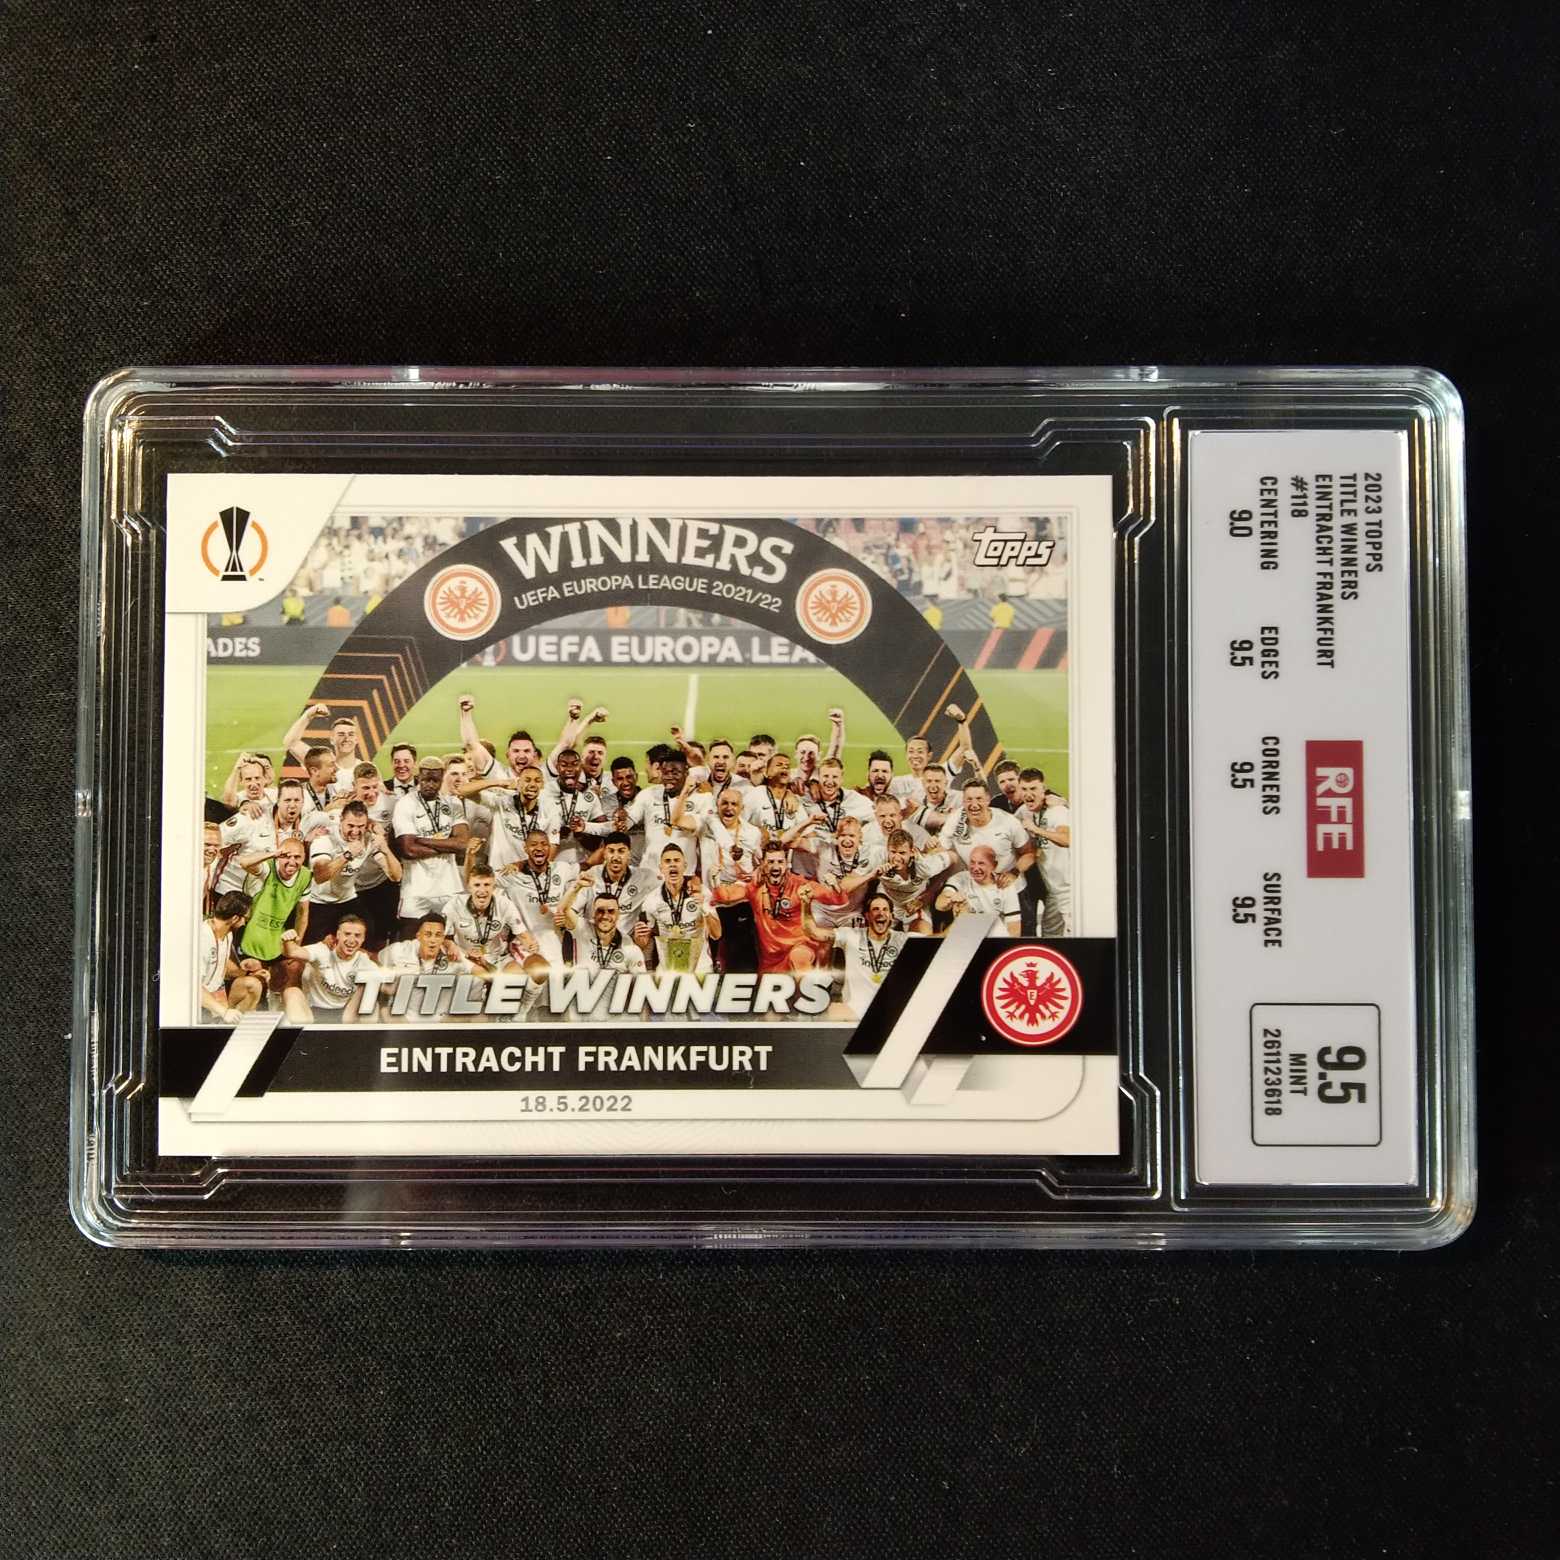 WINNERS
UEFA EUROPA LEAGUE 2021/22
topps
ADES
UEFA EUROPA LEA
indeed
TITLE WINNERS
EINTRACHT FRANKFURT
18.5.2022
2023 TOPPS
TITLE WINNERS
EINTRACHT FRANKFURT
#118
CENTERING EDGES CORNERS SURFACE
9.0 9.5 9.5 9.5
RFE
9.5
MINT
261123618